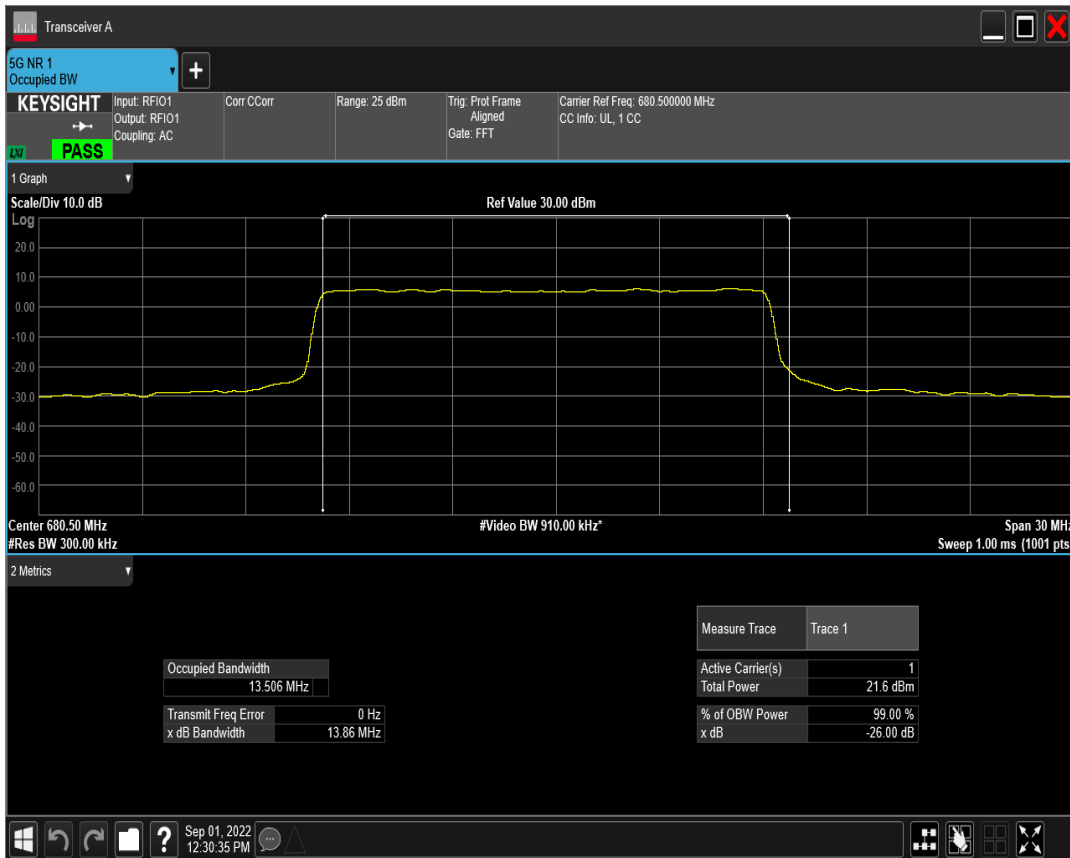 Transceiver A
5G NR 1
Occupied BW
+
KEYSIGHT
LXI
PASS
Input: RFIO1
Output: RFIO1
Coupling: AC
Corr CCorr
Range: 25 dBm
Trig: Prot Frame
Aligned
Gate: FFT
Carrier Ref Freq: 680.500000 MHz
CC Info: UL, 1 CC
1 Graph
Scale/Div 10.0 dB
Ref Value 30.00 dBm
Log
20.0
10.0
0.00
-10.0
-20.0
-30.0
-40.0
-50.0
-60.0
Center 680.50 MHz
#Video BW 910.00 kHz*
Span 30 MHz
#Res BW 300.00 kHz
Sweep 1.00 ms (1001 pts
2 Metrics
Measure Trace Trace 1
Occupied Bandwidth
13.506 MHz
Active Carrier(s) 1
Total Power 21.6 dBm
Transmit Freq Error 0 Hz
x dB Bandwidth 13.86 MHz
% of OBW Power 99.00 %
x dB -26.00 dB
?
Sep 01, 2022
12:30:35 PM